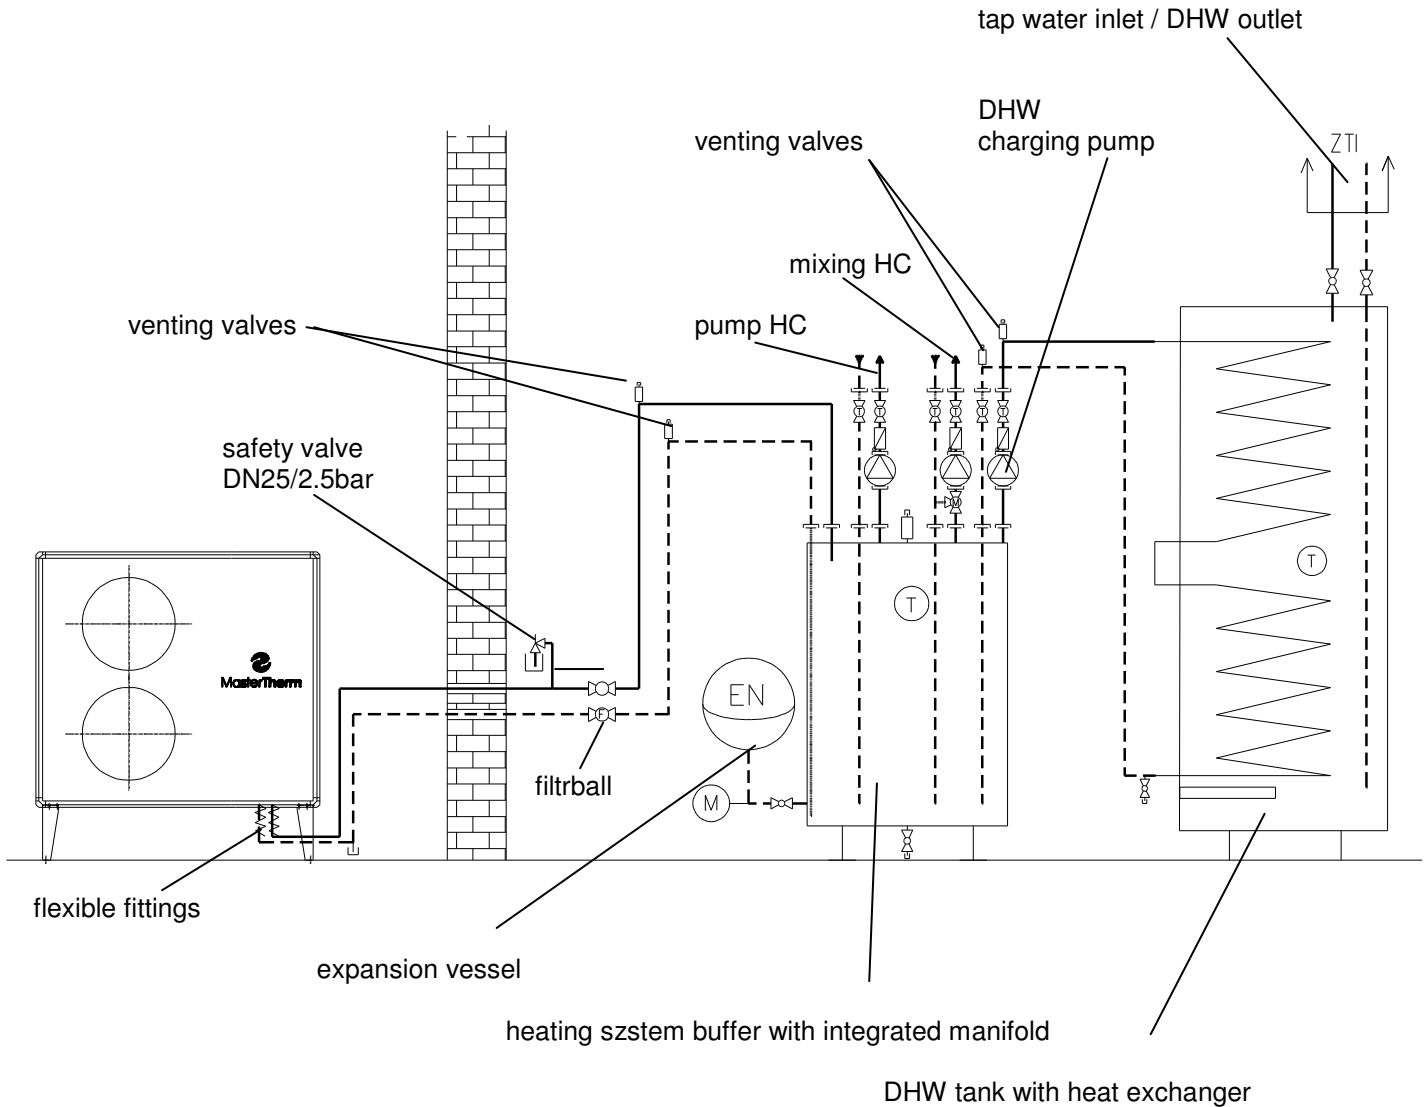 tap water inlet / DHW outlet
DHW
charging pump
venting valves
ZTI
mixing HC
pump HC
venting valves
safety valve
DN25/2.5bar
T
T
T
T
T
T
M
T
T
MasterTherm
EN
F
filtrball
M
flexible fittings
expansion vessel
heating szstem buffer with integrated manifold
DHW tank with heat exchanger